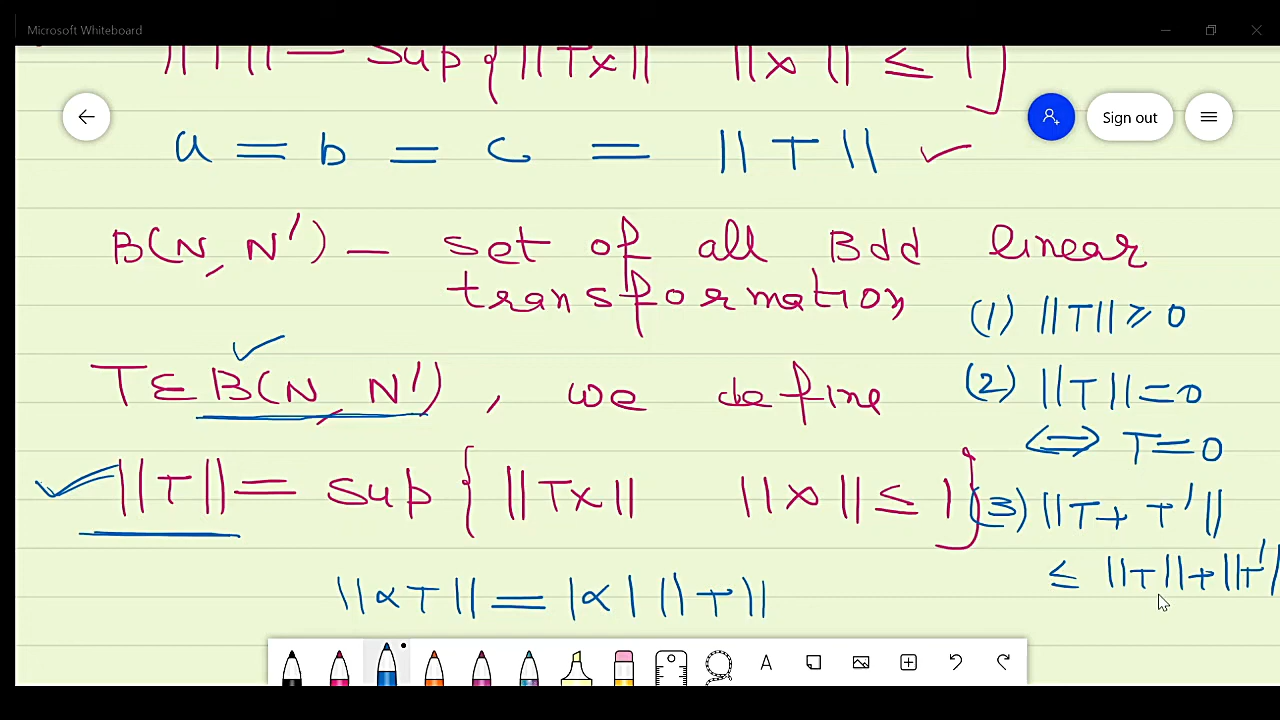 Microsoft Whiteboard
||T|| = sup{||Tx|| ||x|| ≤ 1}
Sign out
a = b = c = ||T|| ✓
B(N, N') – set of all Bdd linear
transformation,
(1) ||T|| ≥ 0
T ∈ B(N, N'), we define
(2) ||T|| = 0
⟺ T = 0
||T|| = sup{||Tx|| ||x|| ≤ 1}
(3) ||T + T'||
≤ ||T|| + ||T'|
||αT|| = |α| ||T||
A